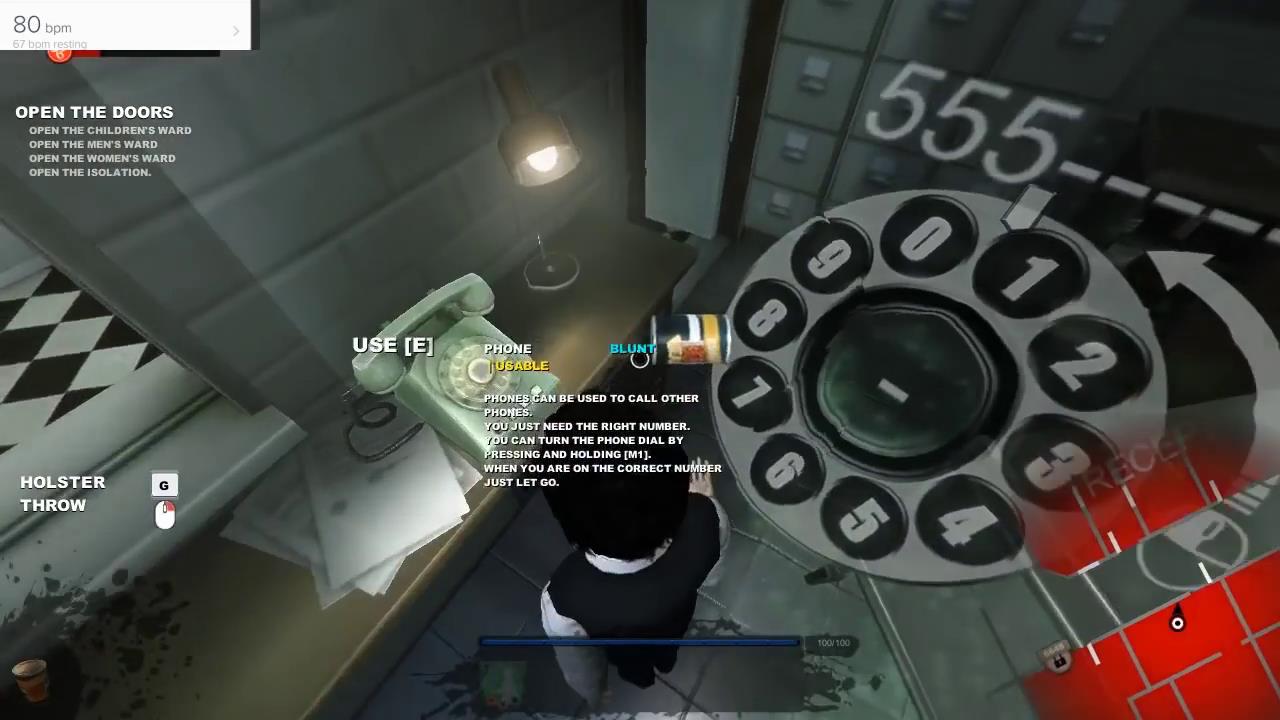 80 bpm
67 bpm resting
OPEN THE DOORS
OPEN THE CHILDREN'S WARD
OPEN THE MEN'S WARD
OPEN THE WOMEN'S WARD
OPEN THE ISOLATION.
555-
0
9
1
8
2
7
3
6
5
4
USE [E]
PHONE
BLUNT
USABLE
PHONES CAN BE USED TO CALL OTHER
PHONES.
YOU JUST NEED THE RIGHT NUMBER.
YOU CAN TURN THE PHONE DIAL BY
PRESSING AND HOLDING [M1].
WHEN YOU ARE ON THE CORRECT NUMBER
JUST LET GO.
HOLSTER G
THROW
100/100